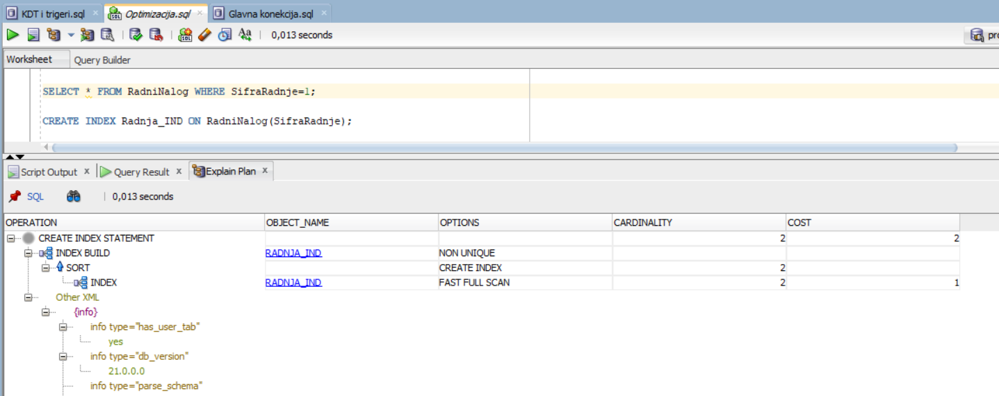 KDT i trigeri.sql × Optimizacija.sql × Glavna konekcija.sql ×
0,013 seconds
Worksheet Query Builder
SELECT * FROM RadniNalog WHERE SifraRadnje=1;
CREATE INDEX Radnja_IND ON RadniNalog(SifraRadnje);
Script Output x Query Result x Explain Plan x
SQL 0,013 seconds
OPERATION OBJECT_NAME OPTIONS CARDINALITY COST
CREATE INDEX STATEMENT 2 2
INDEX BUILD RADNJA_IND NON UNIQUE
SORT CREATE INDEX 2
INDEX RADNJA_IND FAST FULL SCAN 2 1
Other XML
{info}
info type="has_user_tab"
yes
info type="db_version"
21.0.0.0
info type="parse_schema"